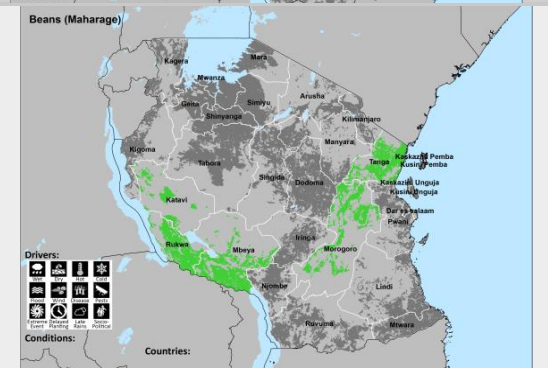 Beans (Maharage)
Kagera
Mara
Mwanza
Geita
Simiyu
Arusha
Shinyanga
Kilimanjaro
Manyara
Kigoma
Kaskazini Pemba
Tanga
Kusini Pemba
Tabora
Singida
Dodoma
Kaskazini Unguja
Kusini Unguja
Katavi
Dar es salaam
Pwani
Iringa
Rukwa
Mbeya
Morogoro
Drivers:
Wet Dry Hot Cold
Njombe
Lindi
Flood Wind Disease Pests
Extreme Event Delayed Planting Late Rains Socio-Political
Ruvuma
Mtwara
Conditions:
Countries: